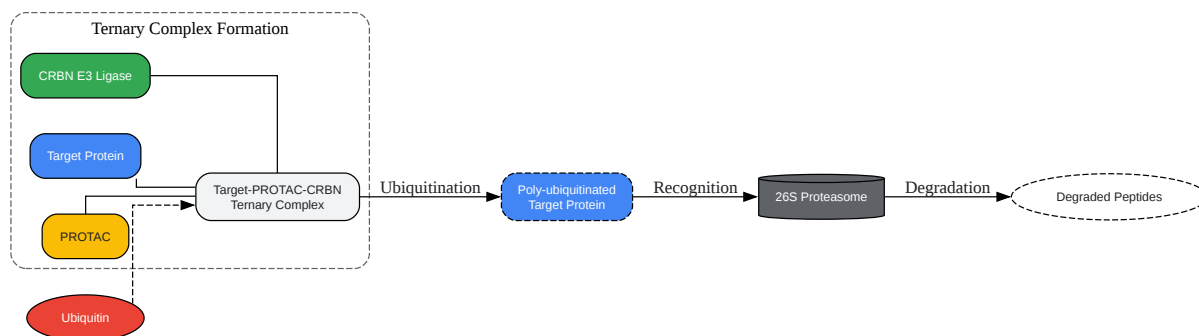 Ternary Complex Formation
CRBN E3 Ligase
Target Protein
PROTAC
Ubiquitin
Target-PROTAC-CRBN
Ternary Complex
Ubiquitination
Poly-ubiquitinated
Target Protein
Recognition
26S Proteasome
Degradation
Degraded Peptides